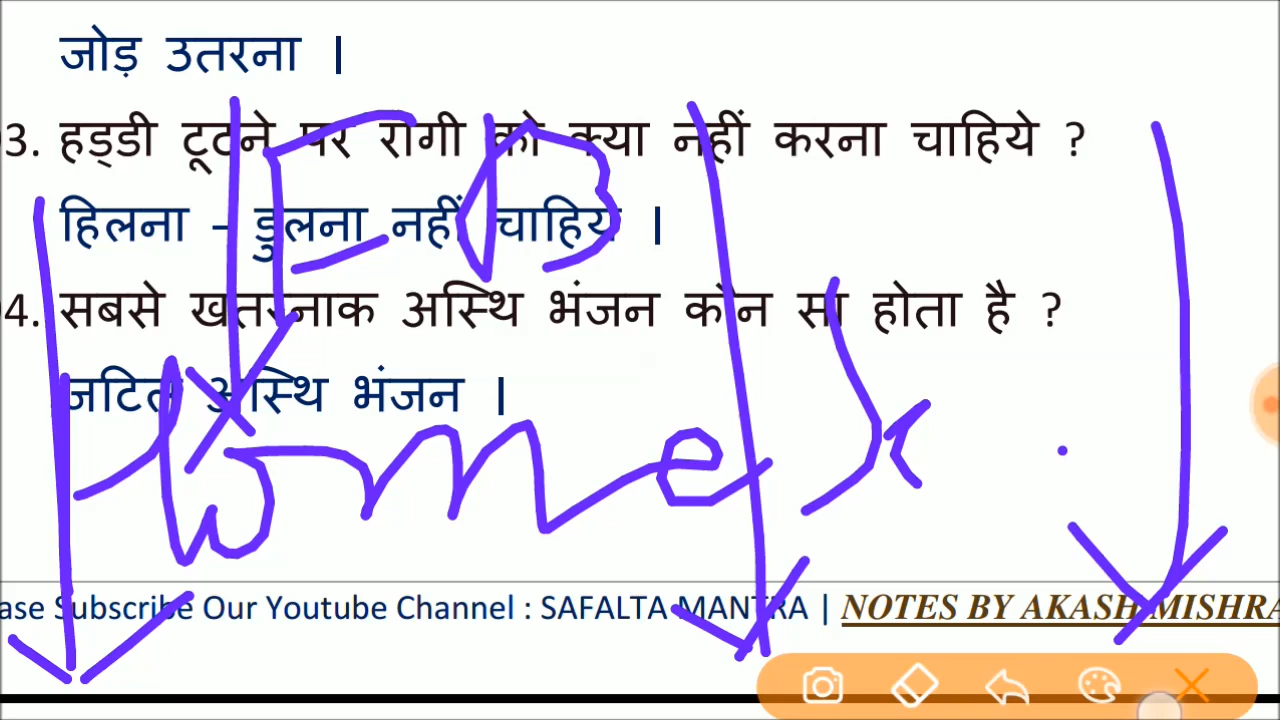 जोड़ उतरना ।
3. हड्डी टूटने पर रोगी को क्या नहीं करना चाहिये ?
हिलना – डुलना नहीं चाहिये ।
4. सबसे खतरनाक अस्थि भंजन कौन सा होता है ?
जटिल अस्थि भंजन ।
Home
ase Subscribe Our Youtube Channel : SAFALTA MANTRA | NOTES BY AKASH MISHRA